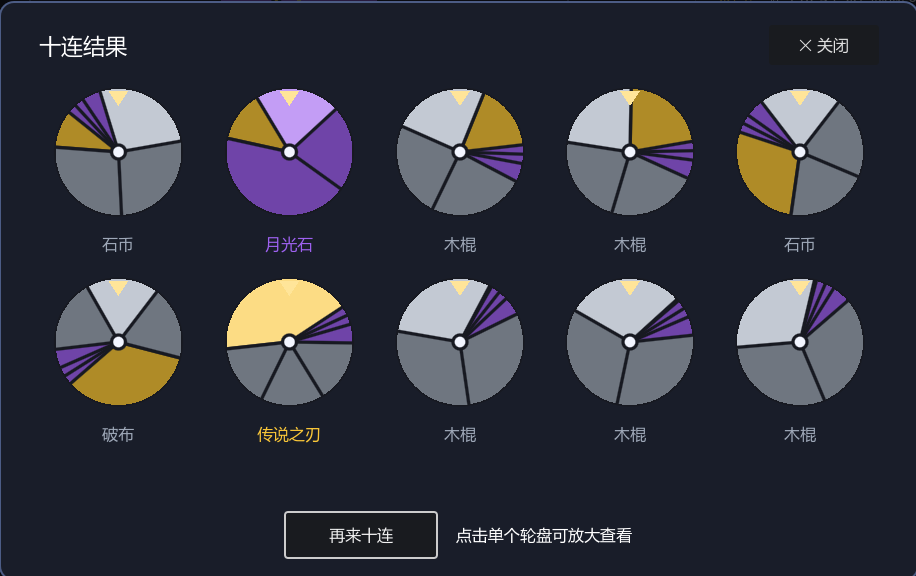 十连结果
× 关闭
石币
月光石
木棍
木棍
石币
破布
传说之刃
木棍
木棍
木棍
再来十连
点击单个轮盘可放大查看